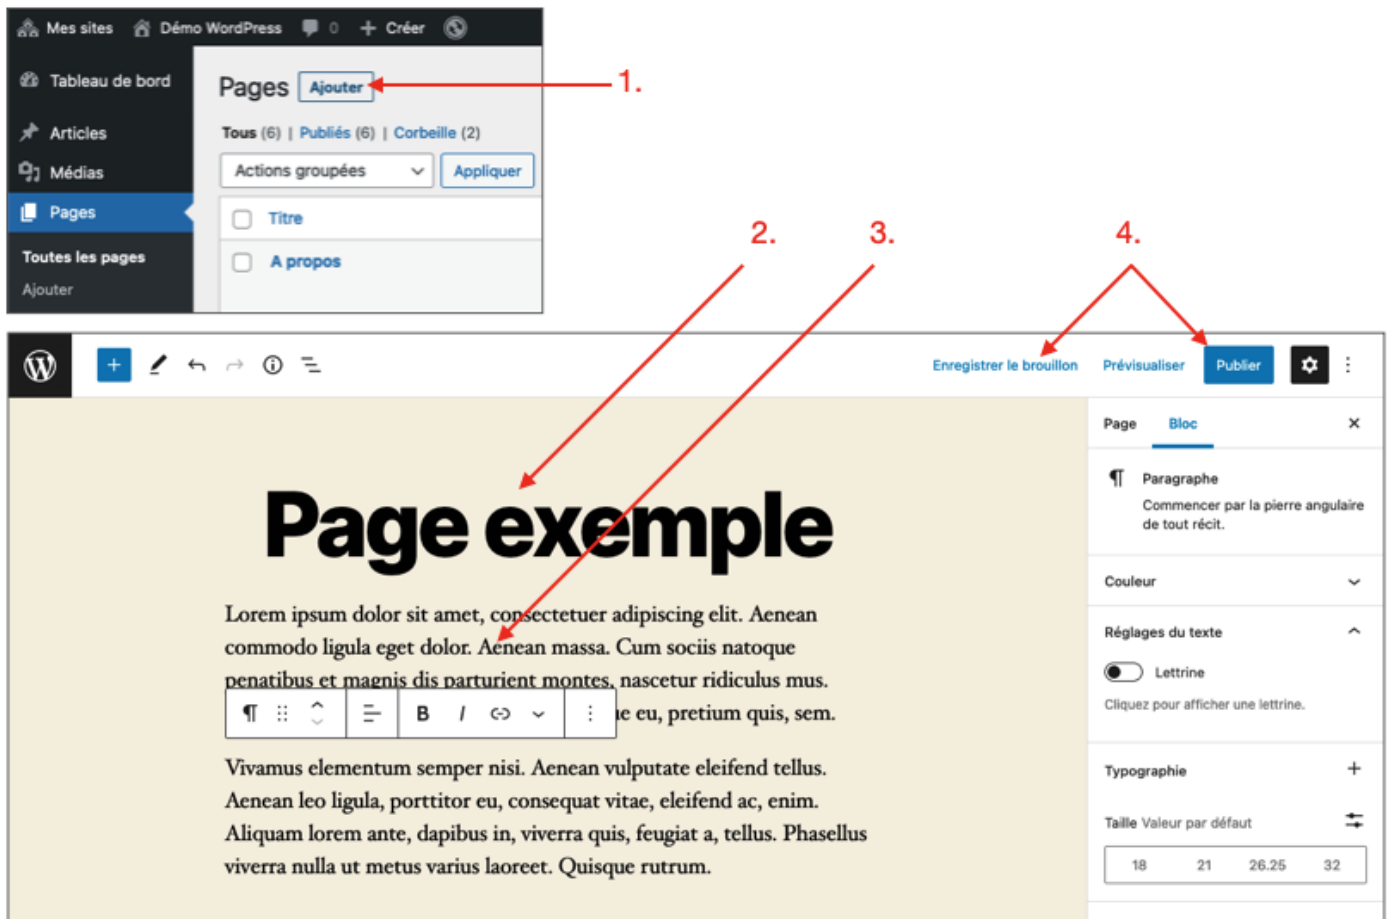 Mes sites Démo WordPress 0 + Créer
Tableau de bord
Articles
Médias
Pages
Toutes les pages
Ajouter
Pages Ajouter
1.
Tous (6) | Publiés (6) | Corbeille (2)
Actions groupées Appliquer
Titre
A propos
2. 3. 4.
Enregistrer le brouillon Prévisualiser Publier
Page exemple
Lorem ipsum dolor sit amet, consectetuer adipiscing elit. Aenean
commodo ligula eget dolor. Aenean massa. Cum sociis natoque
penatibus et magnis dis parturient montes, nascetur ridiculus mus.
B I
eu, pretium quis, sem.
Vivamus elementum semper nisi. Aenean vulputate eleifend tellus.
Aenean leo ligula, porttitor eu, consequat vitae, eleifend ac, enim.
Aliquam lorem ante, dapibus in, viverra quis, feugiat a, tellus. Phasellus
viverra nulla ut metus varius laoreet. Quisque rutrum.
Page Bloc
Paragraphe
Commencer par la pierre angulaire
de tout récit.
Couleur
Réglages du texte
Lettrine
Cliquez pour afficher une lettrine.
Typographie
Taille Valeur par défaut
18 21 26.25 32